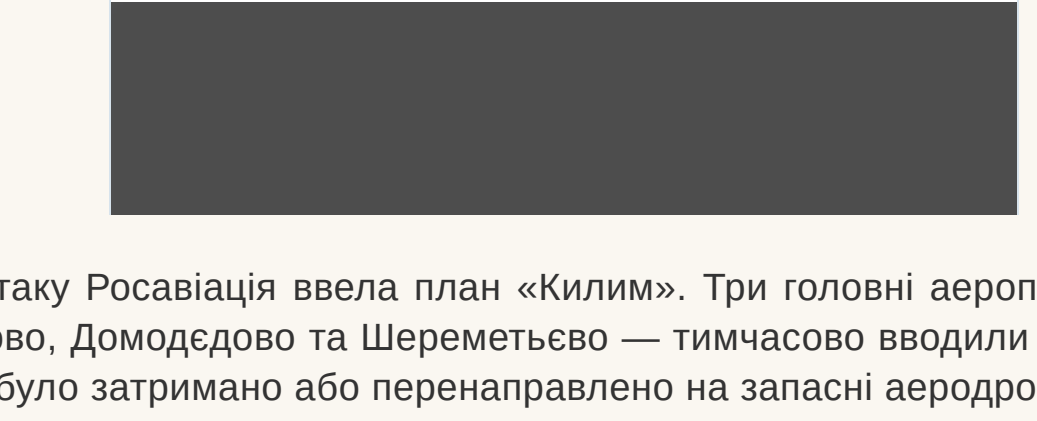 таку Росавіація ввела план «Килим». Три головні аероп
ово, Домодєдово та Шереметьєво — тимчасово вводили
було затримано або перенаправлено на запасні аеродро